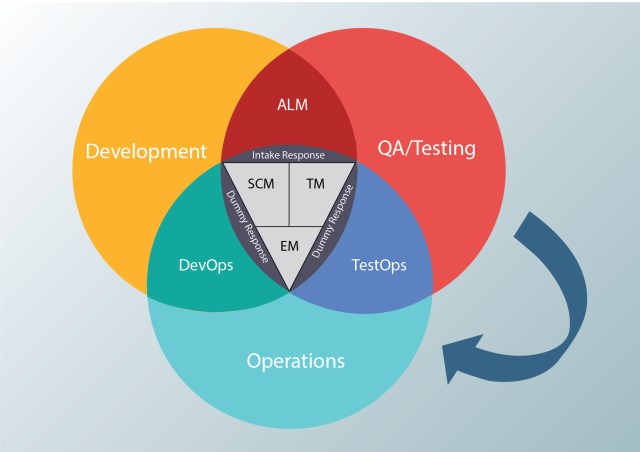 ALM
Development
QA/Testing
Intake Response
SCM
TM
Dummy Response
Dummy Response
EM
DevOps
TestOps
Operations